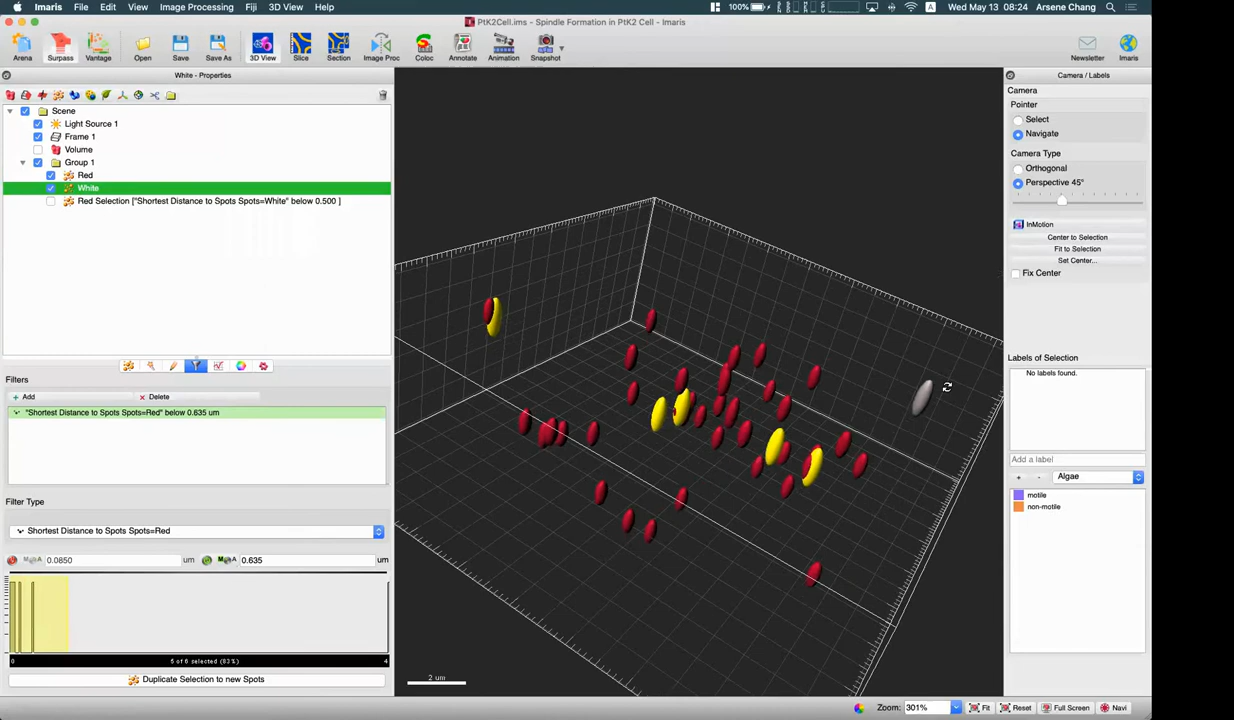 Imaris File Edit View Image Processing Fiji 3D View Help 100% A Wed May 13 08:24 Arsene Chang
PtK2Cell.ims - Spindle Formation in PtK2 Cell - Imaris
Arena Surpass Vantage Open Save Save As 3D View Slice Section Image Proc Coloc Annotate Animation Snapshot Newsletter Imaris
White - Properties
Camera / Labels
Scene
Light Source 1
Frame 1
Volume
Group 1
Red
White
Red Selection ["Shortest Distance to Spots Spots=White" below 0.500 ]
Filters
Add Delete
"Shortest Distance to Spots Spots=Red" below 0.635 um
Filter Type
Shortest Distance to Spots Spots=Red
0.0850 um 0.635 um
0 5 of 6 selected (83%) 4
Duplicate Selection to new Spots
2 um
Camera
Pointer
Select
Navigate
Camera Type
Orthogonal
Perspective 45°
InMotion
Center to Selection
Fit to Selection
Set Center...
Fix Center
Labels of Selection
No labels found.
Add a label
+ - Algae
motile
non-motile
Zoom: 301% Fit Reset Full Screen Navi